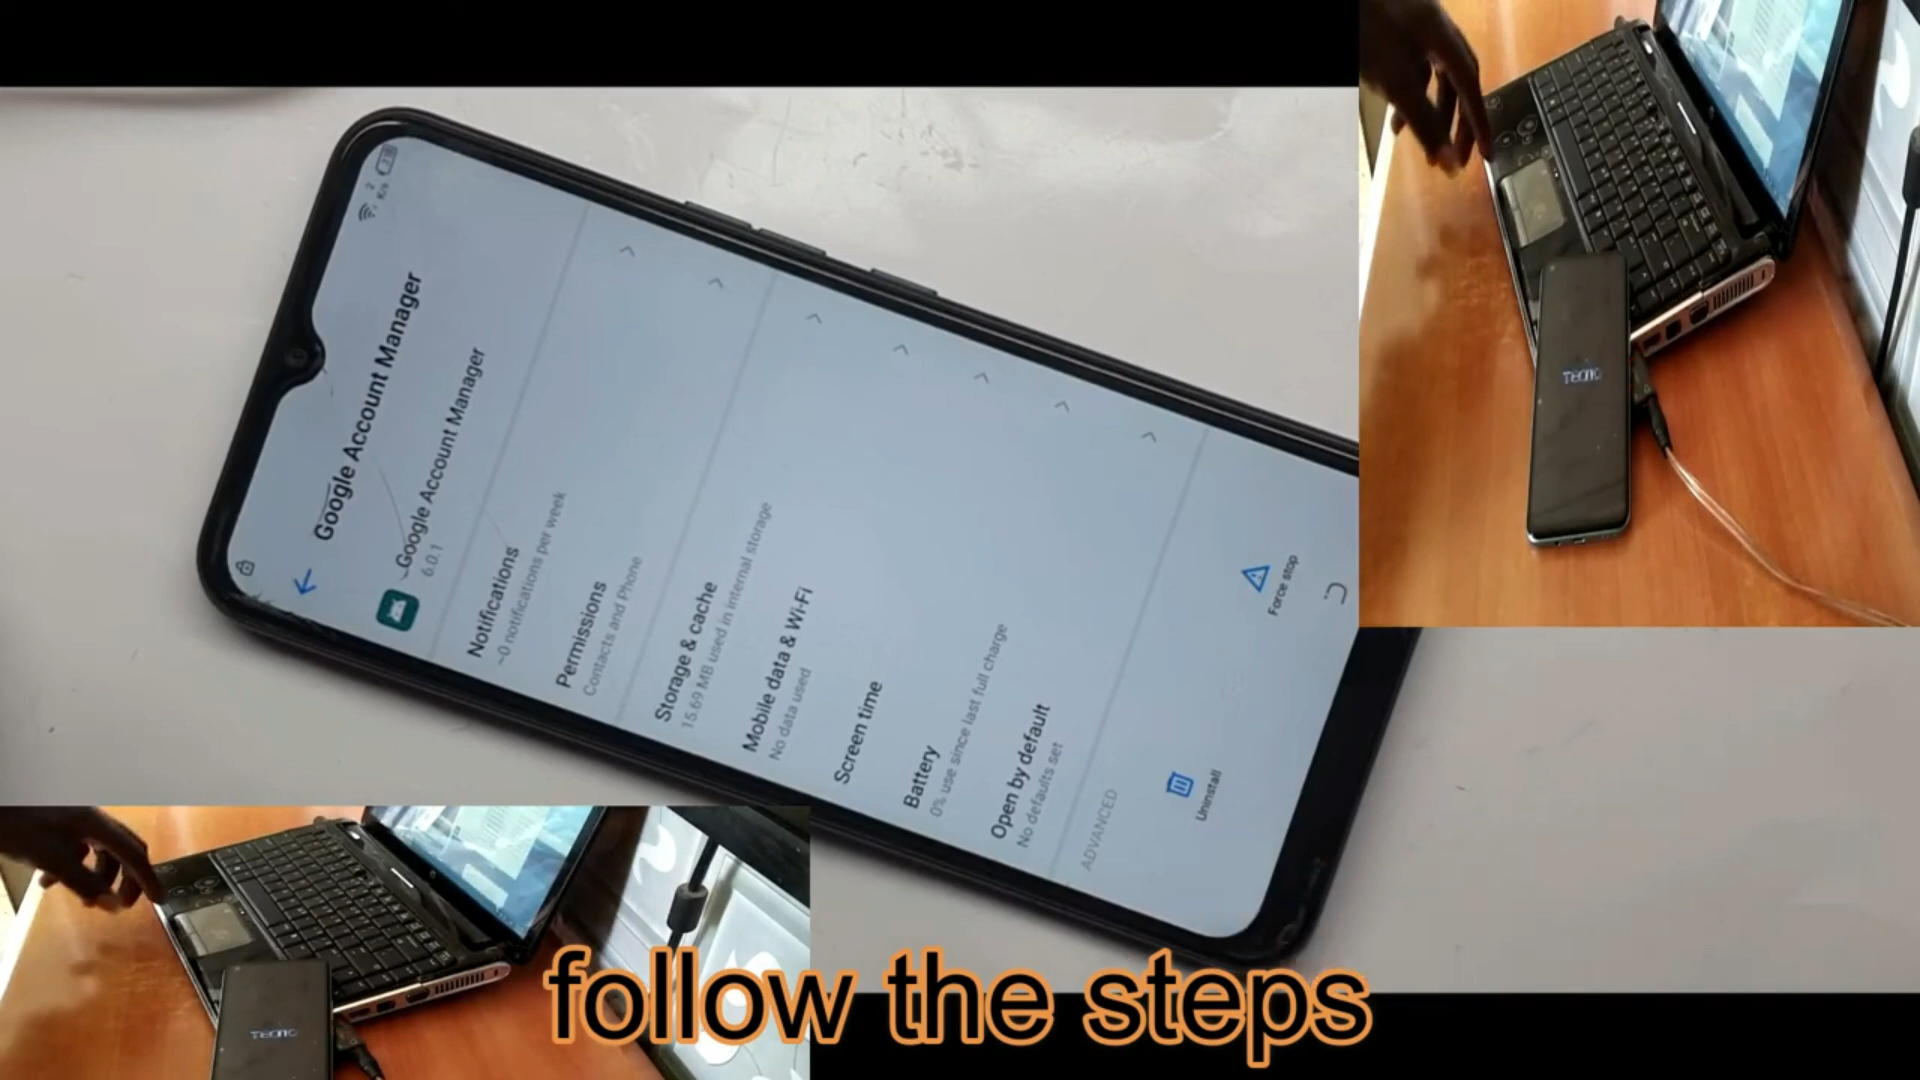 Google Account Manager
Google Account Manager
6.0.1
Notifications
~0 notifications per week
Permissions
Contacts and Phone
Storage & cache
15.69 MB used in internal storage
Mobile data & Wi-Fi
No data used
Screen time
Battery
0% use since last full charge
Open by default
No defaults set
ADVANCED
Uninstall
Force stop
TECNO
TECNO
follow the steps